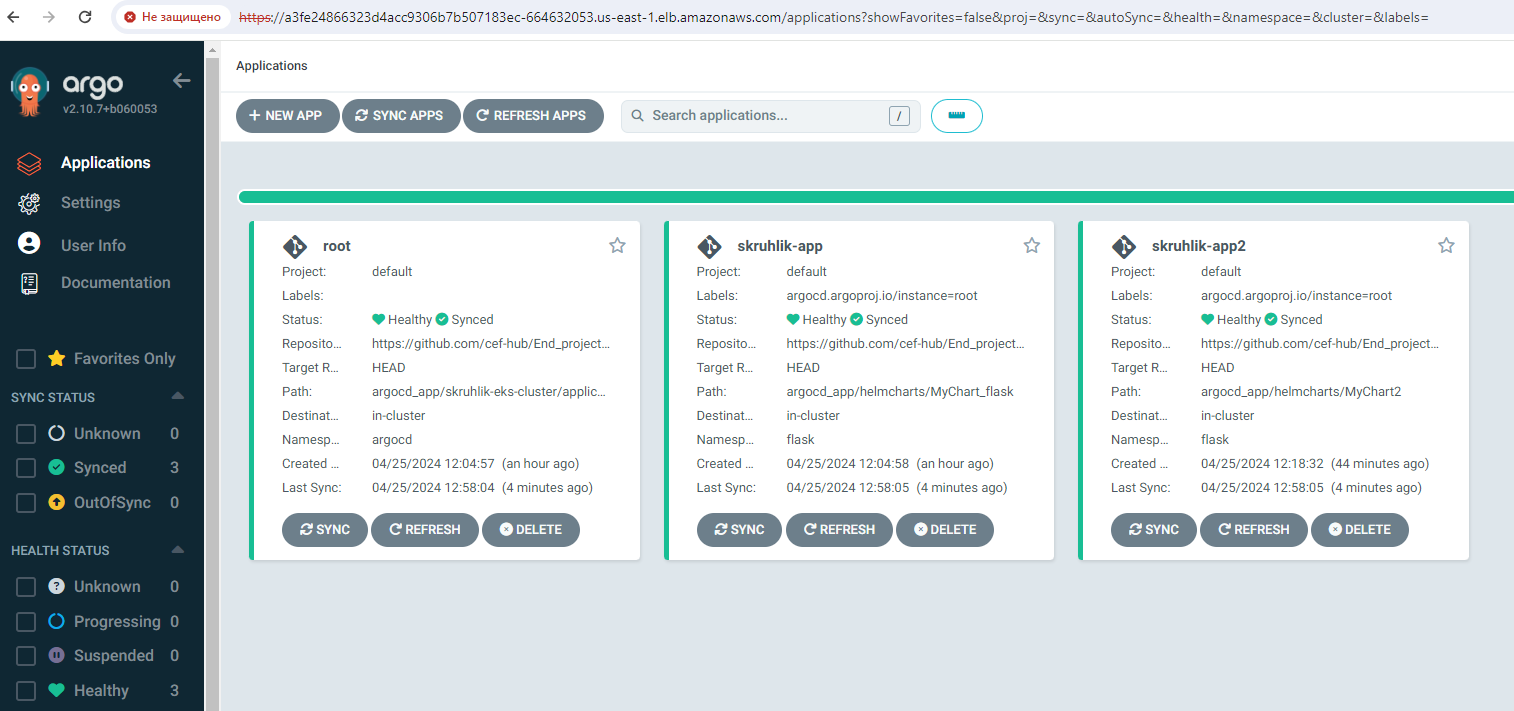 Не защищено https://a3fe24866323d4acc9306b7b507183ec-664632053.us-east-1.elb.amazonaws.com/applications?showFavorites=false&proj=&sync=&autoSync=&health=&namespace=&cluster=&labels=
argo
v2.10.7+b060053
Applications
Settings
User Info
Documentation
Favorites Only
SYNC STATUS
Unknown 0
Synced 3
OutOfSync 0
HEALTH STATUS
Unknown 0
Progressing 0
Suspended 0
Healthy 3
Applications
NEW APP SYNC APPS REFRESH APPS Search applications... /
root
Project: default
Labels:
Status: Healthy Synced
Reposito... https://github.com/cef-hub/End_project...
Target R... HEAD
Path: argocd_app/skruhlik-eks-cluster/applic...
Destinat... in-cluster
Namesp... argocd
Created ... 04/25/2024 12:04:57 (an hour ago)
Last Sync: 04/25/2024 12:58:04 (4 minutes ago)
SYNC REFRESH DELETE
skruhlik-app
Project: default
Labels: argocd.argoproj.io/instance=root
Status: Healthy Synced
Reposito... https://github.com/cef-hub/End_project...
Target R... HEAD
Path: argocd_app/helmcharts/MyChart_flask
Destinat... in-cluster
Namesp... flask
Created ... 04/25/2024 12:04:58 (an hour ago)
Last Sync: 04/25/2024 12:58:05 (4 minutes ago)
SYNC REFRESH DELETE
skruhlik-app2
Project: default
Labels: argocd.argoproj.io/instance=root
Status: Healthy Synced
Reposito... https://github.com/cef-hub/End_project...
Target R... HEAD
Path: argocd_app/helmcharts/MyChart2
Destinat... in-cluster
Namesp... flask
Created ... 04/25/2024 12:18:32 (44 minutes ago)
Last Sync: 04/25/2024 12:58:05 (4 minutes ago)
SYNC REFRESH DELETE